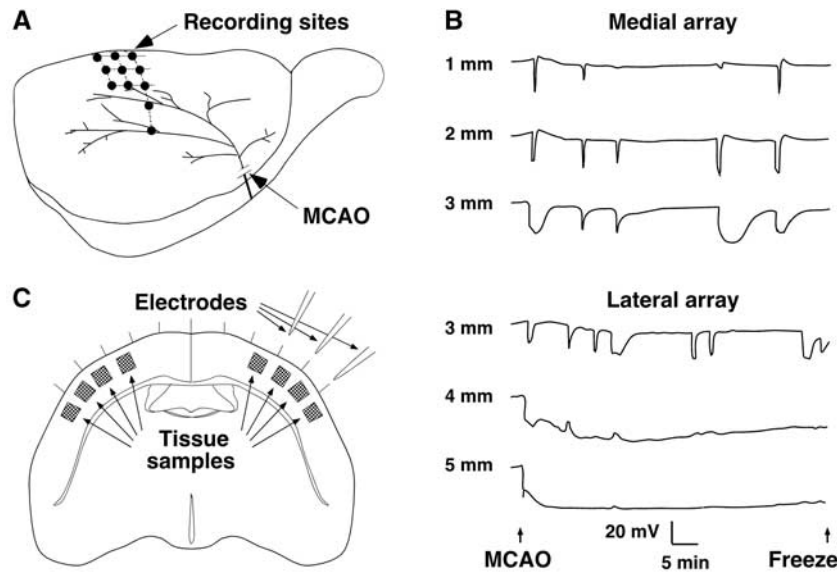 A
Recording sites
MCAO
B
Medial array
1 mm
2 mm
3 mm
C
Electrodes
Tissue
samples
Lateral array
3 mm
4 mm
5 mm
20 mV
5 min
MCAO
Freeze